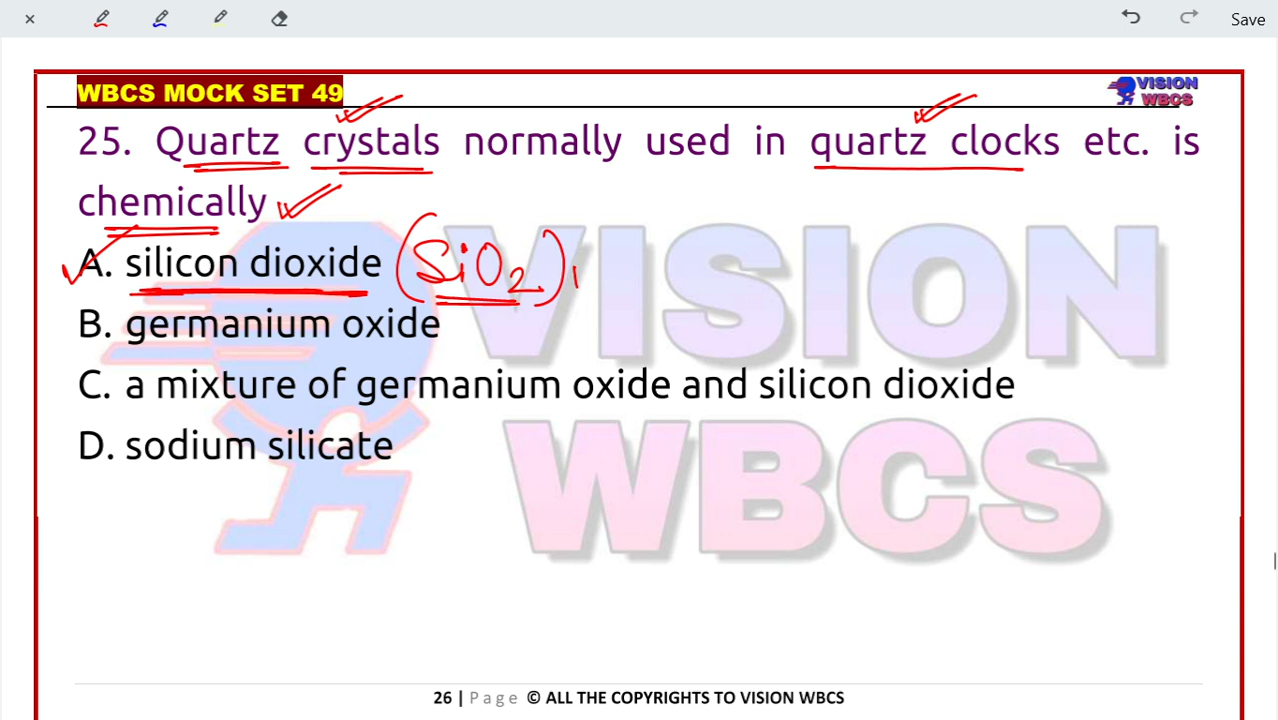 Save
WBCS MOCK SET 49
VISION
WBCS
25. Quartz crystals normally used in quartz clocks etc. is
chemically
A. silicon dioxide (SiO2)
B. germanium oxide
C. a mixture of germanium oxide and silicon dioxide
D. sodium silicate
VISION
WBCS
26 | Page © ALL THE COPYRIGHTS TO VISION WBCS